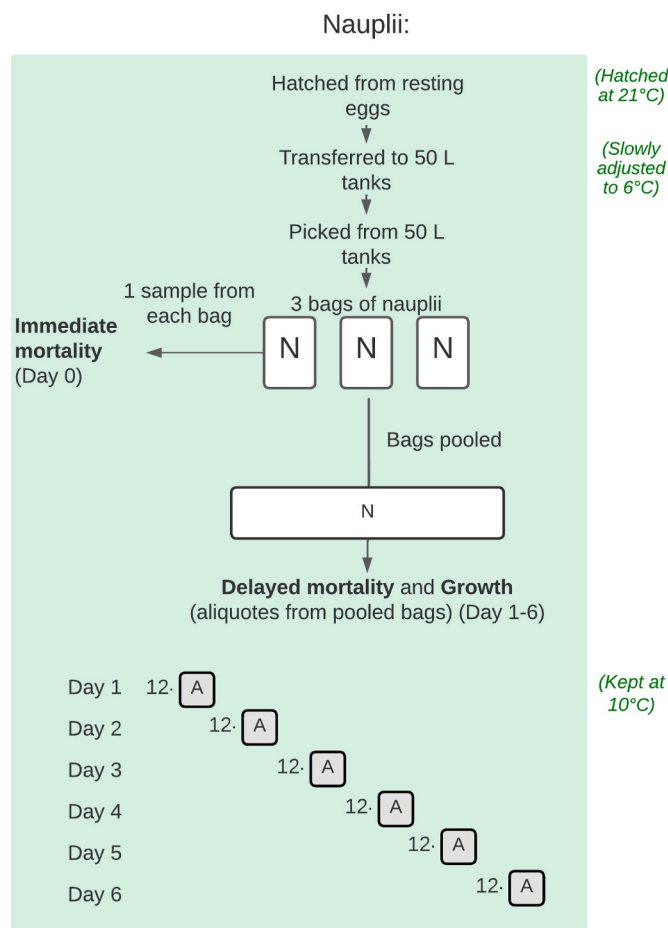 Nauplii:
Hatched from resting
eggs
(Hatched
at 21°C)
Transferred to 50 L
tanks
(Slowly
adjusted
to 6°C)
Picked from 50 L
tanks
1 sample from
each bag
3 bags of nauplii
Immediate
mortality
(Day 0)
N N N
Bags pooled
N
Delayed mortality and Growth
(aliquotes from pooled bags) (Day 1-6)
(Kept at
10°C)
Day 1 12· A
Day 2 12· A
Day 3 12· A
Day 4 12· A
Day 5 12· A
Day 6 12· A